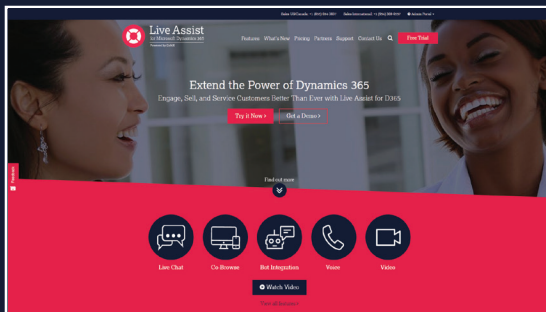 Live Assist
for Microsoft Dynamics 365
Features What's New Pricing Partners Support Contact Us Free Trial
Extend the Power of Dynamics 365
Engage, Sell, and Service Customers Better Than Ever with Live Assist for D365
Try it Now > Get a Demo >
Feedback
Find out more
Live Chat Co-Browse Bot Integration Voice Video
Watch Video